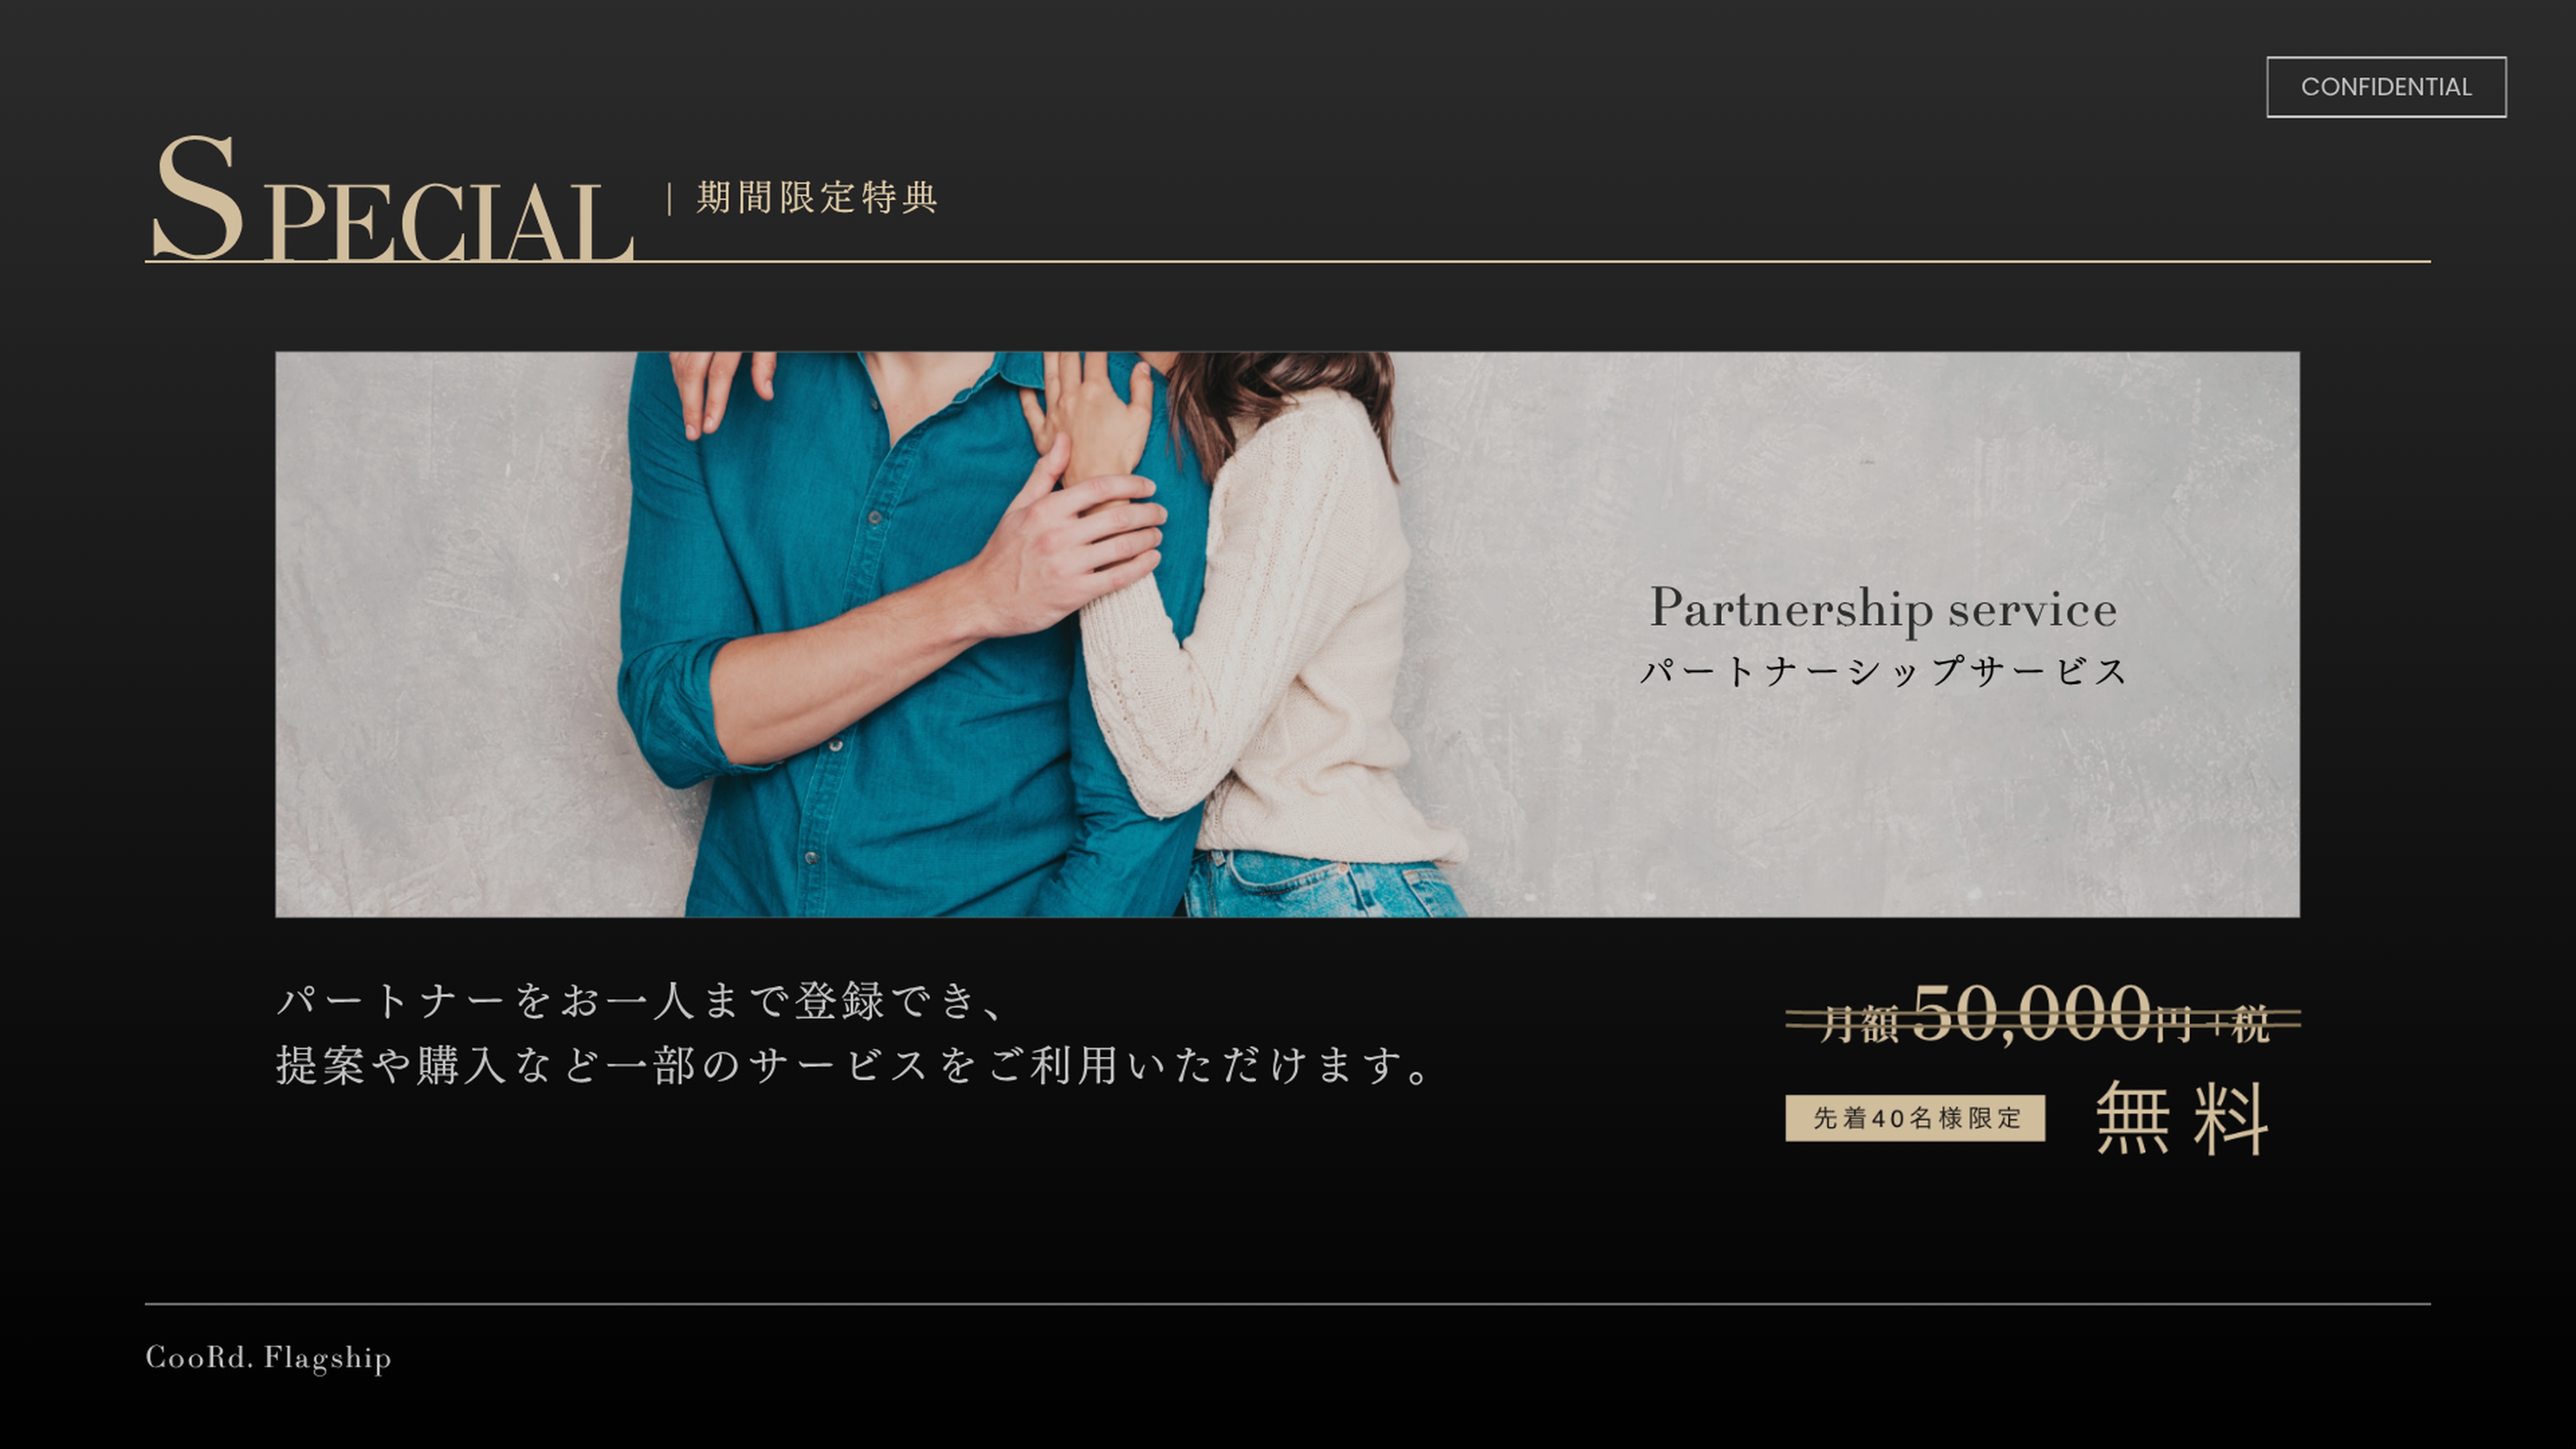 CONFIDENTIAL
SPECIAL | 期間限定特典
Partnership service
パートナーシップサービス
パートナーをお一人まで登録でき、
提案や購入など一部のサービスをご利用いただけます。
月額50,000円+税
先着40名様限定 無料
CooRd. Flagship